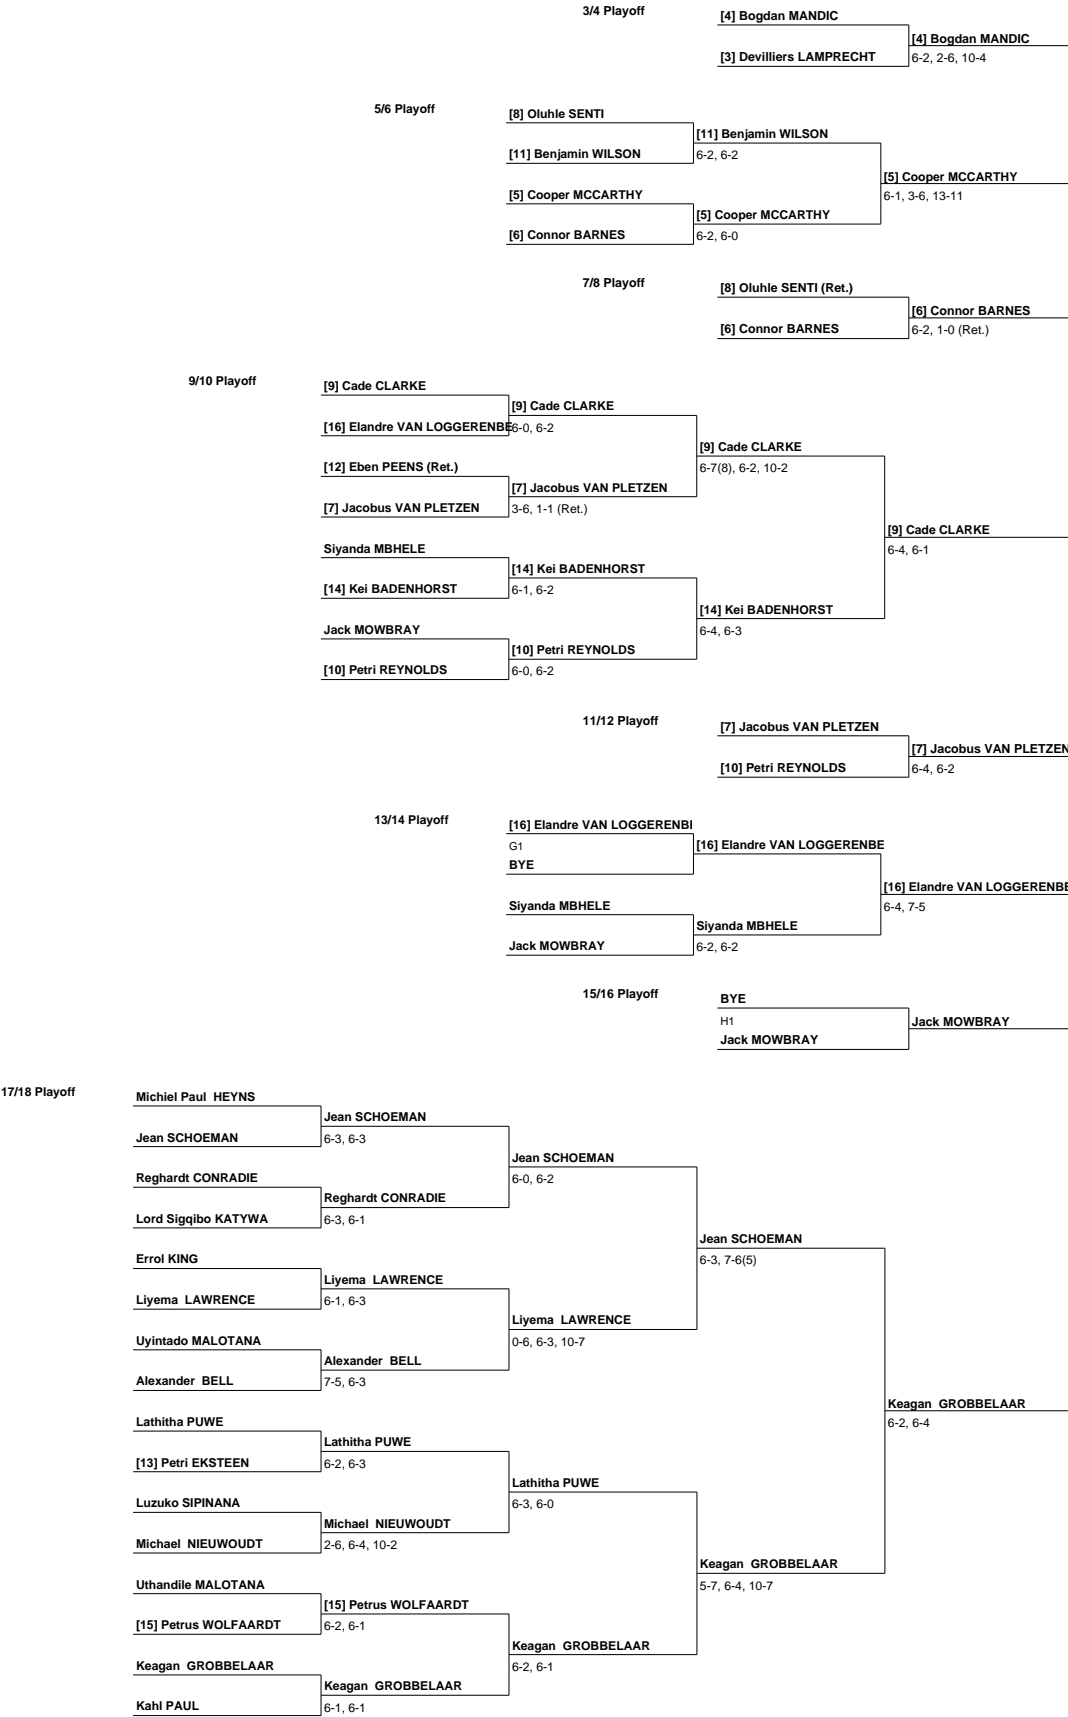 3/4 Playoff
[4] Bogdan MANDIC
[4] Bogdan MANDIC
[3] Devilliers LAMPRECHT
6-2, 2-6, 10-4
5/6 Playoff
[8] Oluhle SENTI
[11] Benjamin WILSON
[11] Benjamin WILSON
6-2, 6-2
[5] Cooper MCCARTHY
6-1, 3-6, 13-11
[5] Cooper MCCARTHY
[5] Cooper MCCARTHY
[6] Connor BARNES
6-2, 6-0
7/8 Playoff
[8] Oluhle SENTI (Ret.)
[6] Connor BARNES
[6] Connor BARNES
6-2, 1-0 (Ret.)
9/10 Playoff
[9] Cade CLARKE
[9] Cade CLARKE
[16] Elandre VAN LOGGERENBE
6-0, 6-2
[9] Cade CLARKE
6-7(8), 6-2, 10-2
[12] Eben PEENS (Ret.)
[7] Jacobus VAN PLETZEN
[7] Jacobus VAN PLETZEN
3-6, 1-1 (Ret.)
[9] Cade CLARKE
6-4, 6-1
Siyanda MBHELE
[14] Kei BADENHORST
[14] Kei BADENHORST
6-1, 6-2
[14] Kei BADENHORST
6-4, 6-3
Jack MOWBRAY
[10] Petri REYNOLDS
[10] Petri REYNOLDS
6-0, 6-2
11/12 Playoff
[7] Jacobus VAN PLETZEN
[7] Jacobus VAN PLETZEN
[10] Petri REYNOLDS
6-4, 6-2
13/14 Playoff
[16] Elandre VAN LOGGERENBI
G1
[16] Elandre VAN LOGGERENBE
BYE
[16] Elandre VAN LOGGERENBE
6-4, 7-5
Siyanda MBHELE
Siyanda MBHELE
Jack MOWBRAY
6-2, 6-2
15/16 Playoff
BYE
H1
Jack MOWBRAY
Jack MOWBRAY
17/18 Playoff
Michiel Paul HEYNS
Jean SCHOEMAN
Jean SCHOEMAN
6-3, 6-3
Jean SCHOEMAN
6-0, 6-2
Reghardt CONRADIE
Reghardt CONRADIE
Lord Sigqibo KATYWA
6-3, 6-1
Jean SCHOEMAN
6-3, 7-6(5)
Errol KING
Liyema LAWRENCE
Liyema LAWRENCE
6-1, 6-3
Liyema LAWRENCE
0-6, 6-3, 10-7
Uyintado MALOTANA
Alexander BELL
Alexander BELL
7-5, 6-3
Keagan GROBBELAAR
6-2, 6-4
Lathitha PUWE
Lathitha PUWE
[13] Petri EKSTEEN
6-2, 6-3
Lathitha PUWE
6-3, 6-0
Luzuko SIPINANA
Michael NIEUWOUDT
Michael NIEUWOUDT
2-6, 6-4, 10-2
Keagan GROBBELAAR
5-7, 6-4, 10-7
Uthandile MALOTANA
[15] Petrus WOLFAARDT
[15] Petrus WOLFAARDT
6-2, 6-1
Keagan GROBBELAAR
6-2, 6-1
Keagan GROBBELAAR
Keagan GROBBELAAR
Kahl PAUL
6-1, 6-1